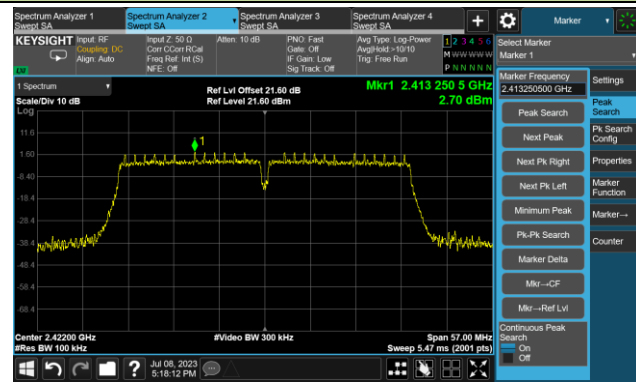 Spectrum Analyzer 1
Swept SA
Spectrum Analyzer 2
Swept SA
Spectrum Analyzer 3
Swept SA
Spectrum Analyzer 4
Swept SA
+
Marker
KEYSIGHT
Input: RF
Coupling: DC
Align: Auto
Input Z: 50 Ω
Corr CCorr RCal
Freq Ref: Int (S)
NFE: Off
Atten: 10 dB
PNO: Fast
Gate: Off
IF Gain: Low
Sig Track: Off
Avg Type: Log-Power
Avg|Hold:>10/10
Trig: Free Run
1 2 3 4 5 6
M W W W W W
P N N N N N
Select Marker
Marker 1
1 Spectrum
Ref Lvl Offset 21.60 dB
Mkr1 2.413 250 5 GHz
Scale/Div 10 dB
Ref Level 21.60 dBm
2.70 dBm
Log
11.6
1.60
-8.40
-18.4
-28.4
-38.4
-48.4
-58.4
-68.4
1
Center 2.42200 GHz
#Video BW 300 kHz
Span 57.00 MHz
#Res BW 100 kHz
Sweep 5.47 ms (2001 pts)
Marker Frequency
2.413250500 GHz
Peak Search
Next Peak
Next Pk Right
Next Pk Left
Minimum Peak
Pk-Pk Search
Marker Delta
Mkr→CF
Mkr→Ref Lvl
Continuous Peak
Search
On
Off
Settings
Peak
Search
Pk Search
Config
Properties
Marker
Function
Marker→
Counter
?
Jul 08, 2023
5:18:12 PM